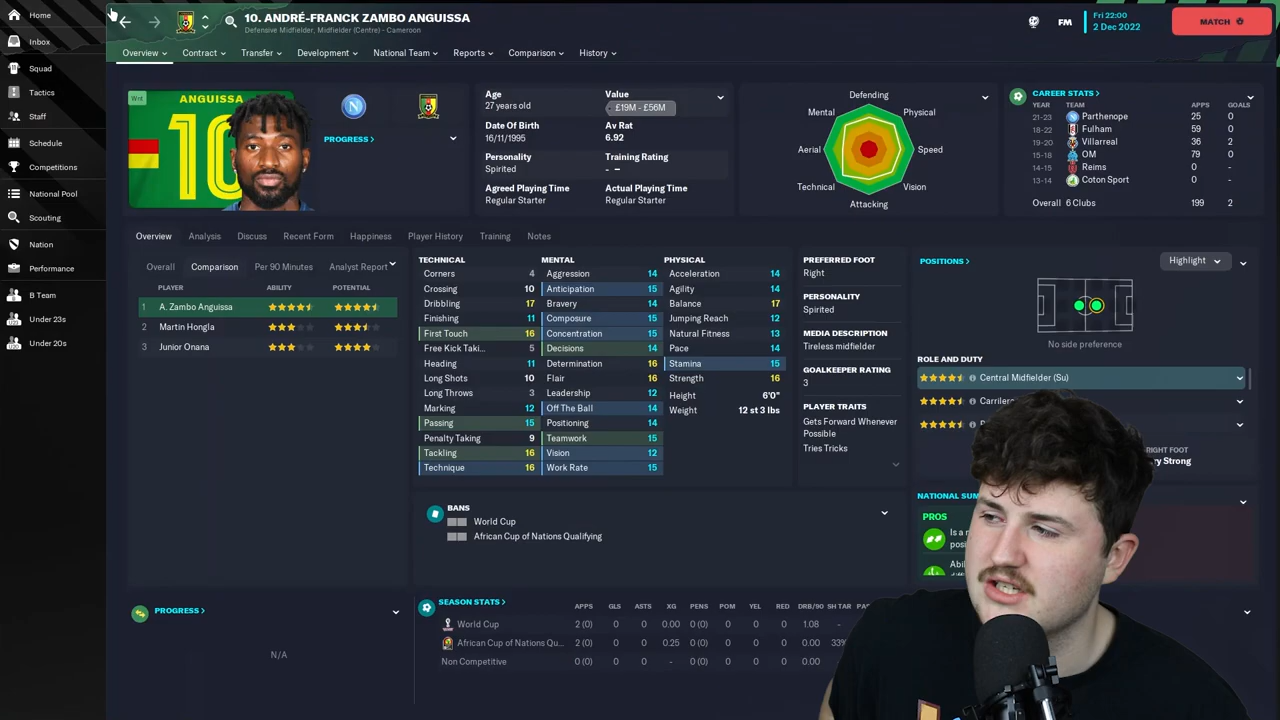 Home
Inbox
Squad
Tactics
Staff
Schedule
Competitions
National Pool
Scouting
Nation
Performance
B Team
Under 23s
Under 20s
10. ANDRÉ-FRANCK ZAMBO ANGUISSA
Defensive Midfielder, Midfielder (Centre) - Cameroon
FM
Fri 22:00
2 Dec 2022
MATCH
Overview Contract Transfer Development National Team Reports Comparison History
Wnt
ANGUISSA
10
PROGRESS >
Age
27 years old
Value
£19M - £56M
Date Of Birth
16/11/1995
Av Rat
6.92
Personality
Spirited
Training Rating
- –
Agreed Playing Time
Regular Starter
Actual Playing Time
Regular Starter
Defending
Mental Physical
Aerial Speed
Technical Vision
Attacking
CAREER STATS >
YEAR TEAM APPS GOALS
21-23 Parthenope 25 0
18-22 Fulham 59 0
19-20 Villarreal 36 2
15-18 OM 79 0
14-15 Reims 0 -
13-14 Coton Sport 0 -
Overall 6 Clubs 199 2
Overview Analysis Discuss Recent Form Happiness Player History Training Notes
Overall Comparison Per 90 Minutes Analyst Report
PLAYER ABILITY POTENTIAL
1 A. Zambo Anguissa
2 Martin Hongla
3 Junior Onana
TECHNICAL
Corners 4
Crossing 10
Dribbling 17
Finishing 11
First Touch 16
Free Kick Taki... 5
Heading 11
Long Shots 10
Long Throws 3
Marking 12
Passing 15
Penalty Taking 9
Tackling 16
Technique 16
MENTAL
Aggression 14
Anticipation 15
Bravery 14
Composure 15
Concentration 15
Decisions 14
Determination 16
Flair 16
Leadership 12
Off The Ball 14
Positioning 14
Teamwork 15
Vision 12
Work Rate 15
PHYSICAL
Acceleration 14
Agility 14
Balance 17
Jumping Reach 12
Natural Fitness 13
Pace 14
Stamina 15
Strength 16
Height 6'0"
Weight 12 st 3 lbs
PREFERRED FOOT
Right
PERSONALITY
Spirited
MEDIA DESCRIPTION
Tireless midfielder
GOALKEEPER RATING
3
PLAYER TRAITS
Gets Forward Whenever
Possible
Tries Tricks
POSITIONS >
Highlight
No side preference
ROLE AND DUTY
Central Midfielder (Su)
Carrilero
RIGHT FOOT
Very Strong
BANS
World Cup
African Cup of Nations Qualifying
PROS
PROGRESS >
N/A
SEASON STATS > APPS GLS ASTS XG PENS POM YEL RED DRB/90 SH TAR
World Cup 2 (0) 0 0 0.00 0 (0) 0 0 0 1.08 -
African Cup of Nations Qu... 2 (0) 0 0 0.25 0 (0) 0 0 0 0.00
Non Competitive 0 (0) 0 0 - 0 (0) 0 0 0 0.00